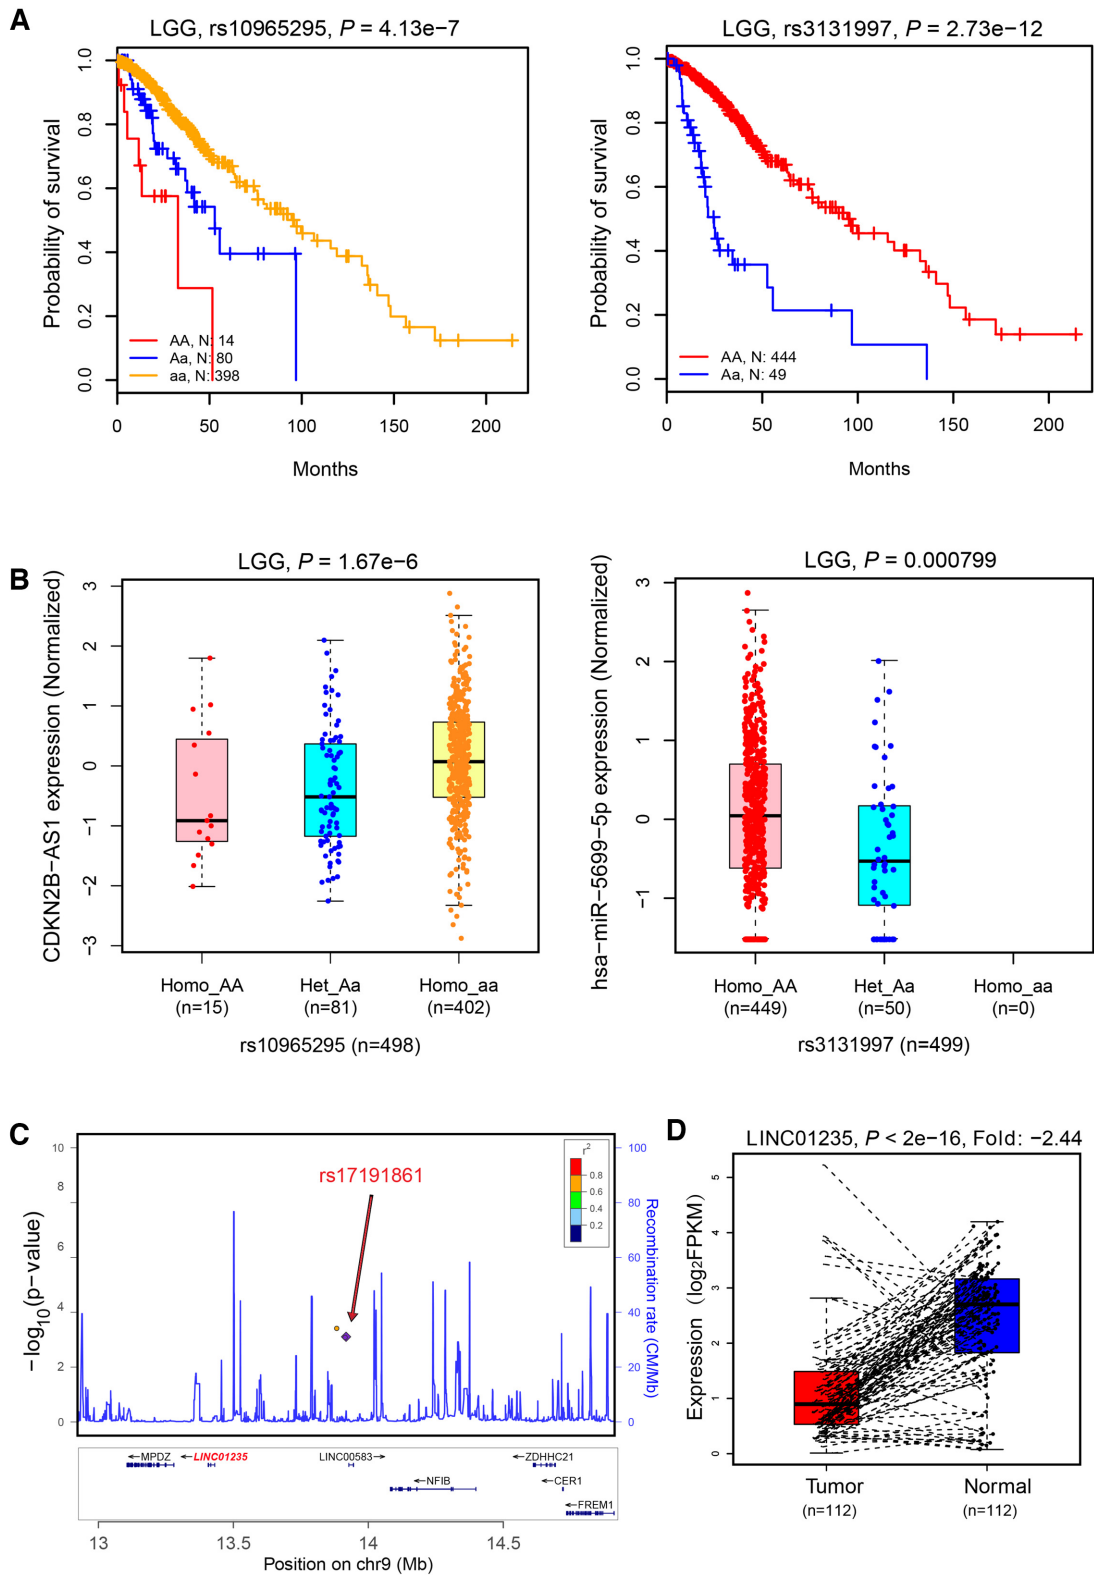 A
LGG, rs10965295, P = 4.13e−7
Probability of survival
1.0
0.8
0.6
0.4
0.2
0.0
AA, N: 14
Aa, N: 80
aa, N: 398
0 50 100 150 200
Months
LGG, rs3131997, P = 2.73e−12
Probability of survival
1.0
0.8
0.6
0.4
0.2
0.0
AA, N: 444
Aa, N: 49
0 50 100 150 200
Months
B
LGG, P = 1.67e−6
CDKN2B−AS1 expression (Normalized)
3
2
1
0
−1
−2
−3
Homo_AA Het_Aa Homo_aa
(n=15) (n=81) (n=402)
rs10965295 (n=498)
LGG, P = 0.000799
hsa−miR−5699−5p expression (Normalized)
3
2
1
0
−1
Homo_AA Het_Aa Homo_aa
(n=449) (n=50) (n=0)
rs3131997 (n=499)
C
−log10(p−value)
10
8
6
4
2
0
rs17191861
r2
0.8
0.6
0.4
0.2
100
80
60
40
20
0
Recombination rate (CM/Mb)
MPDZ LINC01235 LINC00583 ZDHHC21
NFIB CER1
FREM1
13 13.5 14 14.5
Position on chr9 (Mb)
D
LINC01235, P < 2e−16, Fold: −2.44
Expression (log2FPKM)
5
4
3
2
1
0
Tumor Normal
(n=112) (n=112)